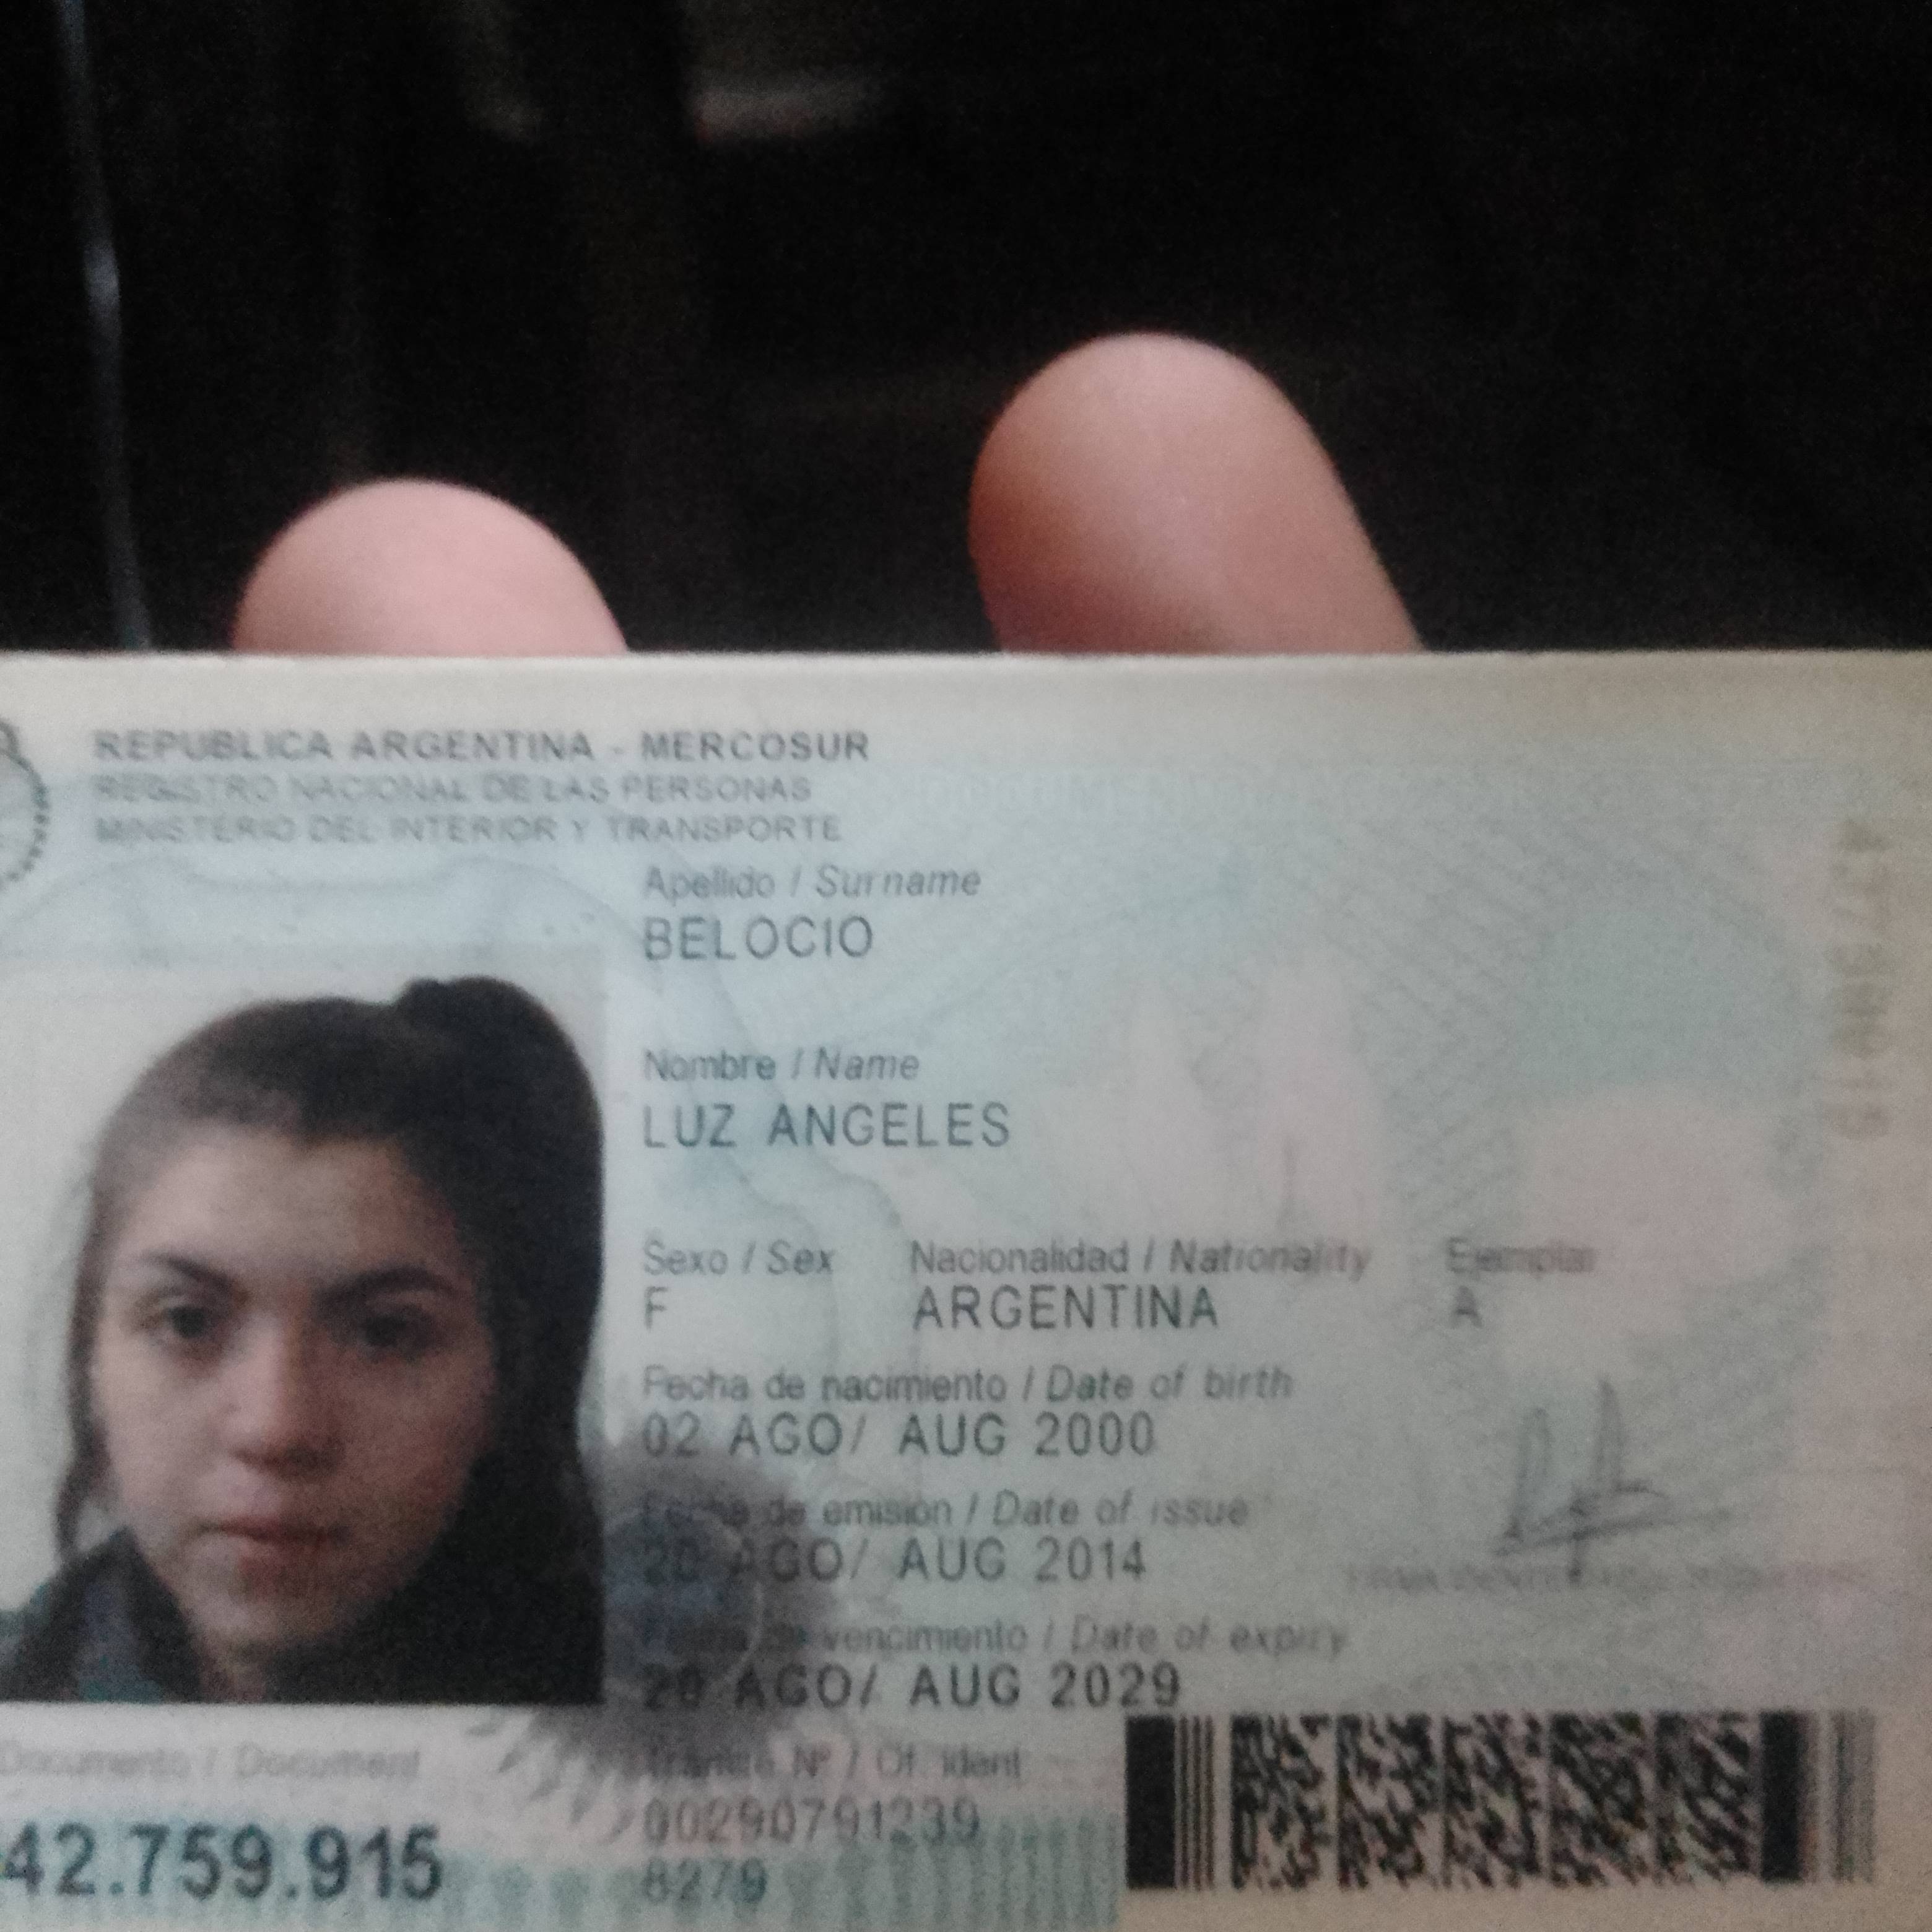 REPUBLICA ARGENTINA - MERCOSUR
REGISTRO NACIONAL DE LAS PERSONAS
MINISTERIO DEL INTERIOR Y TRANSPORTE
Apellido / Surname
BELOCIO
Nombre / Name
LUZ ANGELES
Sexo / Sex Nacionalidad / Nationality Ejemplar
F ARGENTINA A
Fecha de nacimiento / Date of birth
02 AGO/ AUG 2000
Fecha de emisión / Date of issue
20 AGO/ AUG 2014
Fecha de vencimiento / Date of expiry
20 AGO/ AUG 2029
Documento / Document
42.759.915
Trámite Nº / Of. ident
00290791239
8279